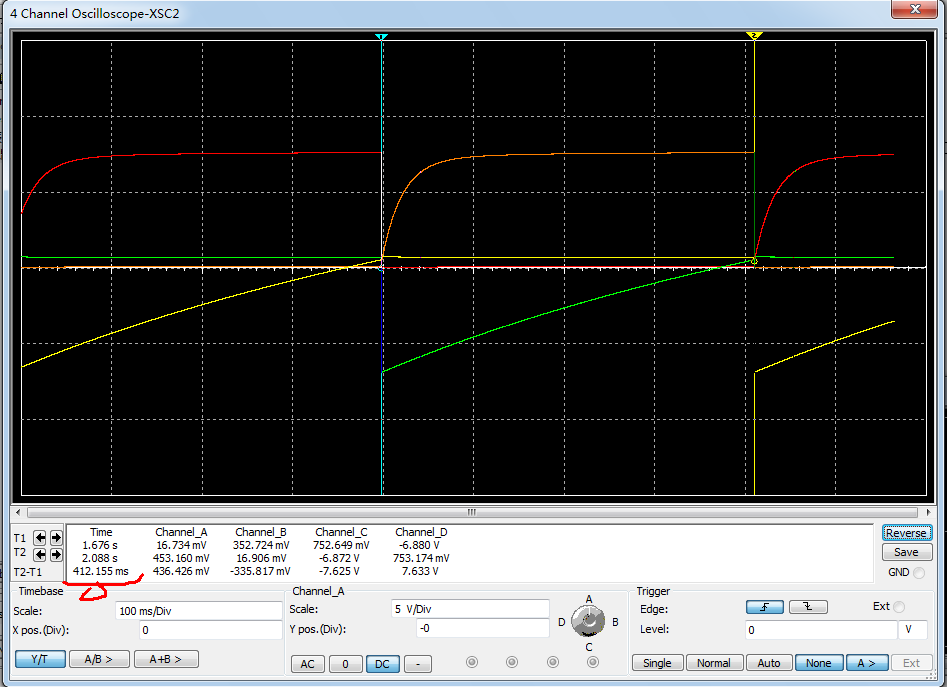 4 Channel Oscilloscope-XSC2
1
2
Time Channel_A Channel_B Channel_C Channel_D
T1 1.676 s 16.734 mV 352.724 mV 752.649 mV -6.880 V
T2 2.088 s 453.160 mV 16.906 mV -6.872 V 753.174 mV
T2-T1 412.155 ms 436.426 mV -335.817 mV -7.625 V 7.633 V
Reverse
Save
GND
Timebase
Scale: 100 ms/Div
X pos.(Div): 0
Y/T A/B > A+B >
Channel_A
Scale: 5 V/Div
Y pos.(Div): -0
AC 0 DC -
A
D B
C
Trigger
Edge: Ext
Level: 0 V
Single Normal Auto None A > Ext